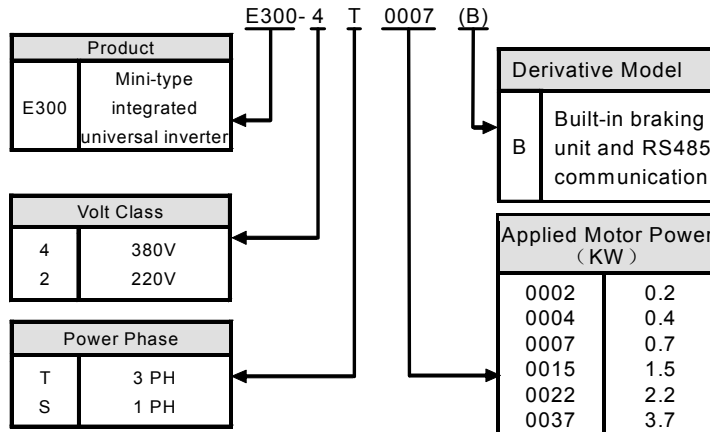 E300- 4 T 0007 (B)
Product
E300 Mini-type
integrated
universal inverter
Volt Class
4 380V
2 220V
Power Phase
T 3 PH
S 1 PH
Derivative Model
B Built-in braking
unit and RS485
communication
Applied Motor Power
（KW）
0002 0.2
0004 0.4
0007 0.7
0015 1.5
0022 2.2
0037 3.7